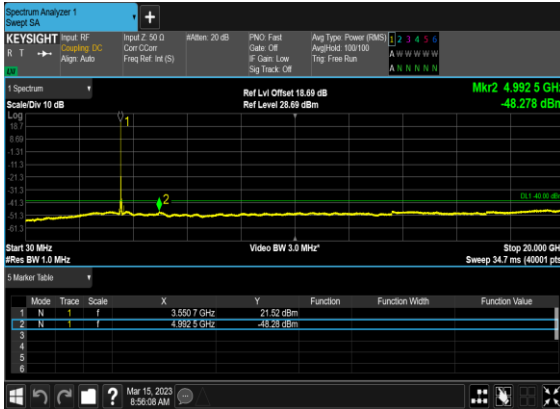 Spectrum Analyzer 1
Swept SA
+
KEYSIGHT Input: RF Input Z: 50 Ω #Atten: 20 dB PNO: Fast Avg Type: Power (RMS) 1 2 3 4 5 6
R T Coupling: DC Corr CCorr Gate: Off Avg|Hold: 100/100 A W W W W W
Align: Auto Freq Ref: Int (S) IF Gain: Low Trig: Free Run
Sig Track: Off A N N N N N
1 Spectrum Ref Lvl Offset 18.69 dB Mkr2 4.992 5 GHz
Scale/Div 10 dB Ref Level 28.69 dBm -48.278 dBm
Log
18.7
8.69
-1.31
-11.3
-21.3
-31.3
-41.3
-51.3
-61.3
1
2
DL1 -40.00 dBm
Start 30 MHz Video BW 3.0 MHz* Stop 20.000 GH
#Res BW 1.0 MHz Sweep 34.7 ms (40001 pts
5 Marker Table
Mode Trace Scale X Y Function Function Width Function Value
1 N 1 f 3.550 7 GHz 21.52 dBm
2 N 1 f 4.992 5 GHz -48.28 dBm
3
4
5
6
? Mar 15, 2023
8:56:08 AM